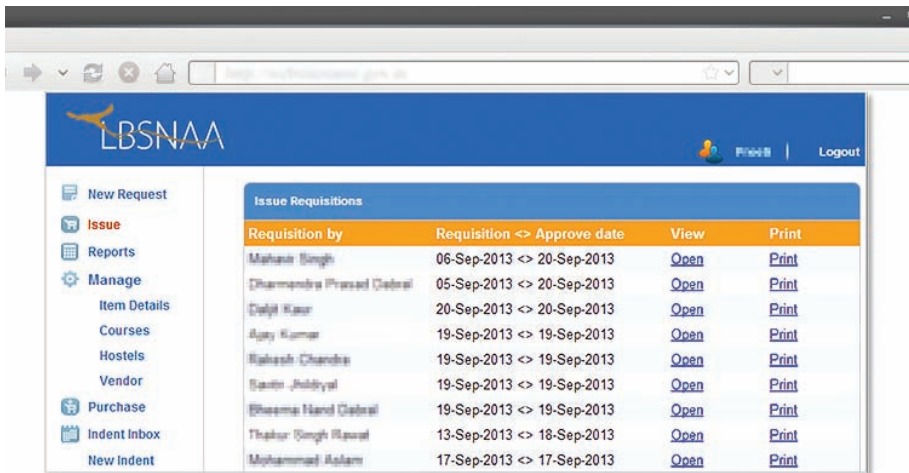 LBSNAA
Logout
New Request
Issue
Reports
Manage
Item Details
Courses
Hostels
Vendor
Purchase
Indent Inbox
New Indent
Issue Requisitions
Requisition by Requisition <> Approve date View Print
06-Sep-2013 <> 20-Sep-2013 Open Print
05-Sep-2013 <> 20-Sep-2013 Open Print
20-Sep-2013 <> 20-Sep-2013 Open Print
19-Sep-2013 <> 19-Sep-2013 Open Print
19-Sep-2013 <> 19-Sep-2013 Open Print
19-Sep-2013 <> 19-Sep-2013 Open Print
19-Sep-2013 <> 19-Sep-2013 Open Print
13-Sep-2013 <> 18-Sep-2013 Open Print
17-Sep-2013 <> 17-Sep-2013 Open Print